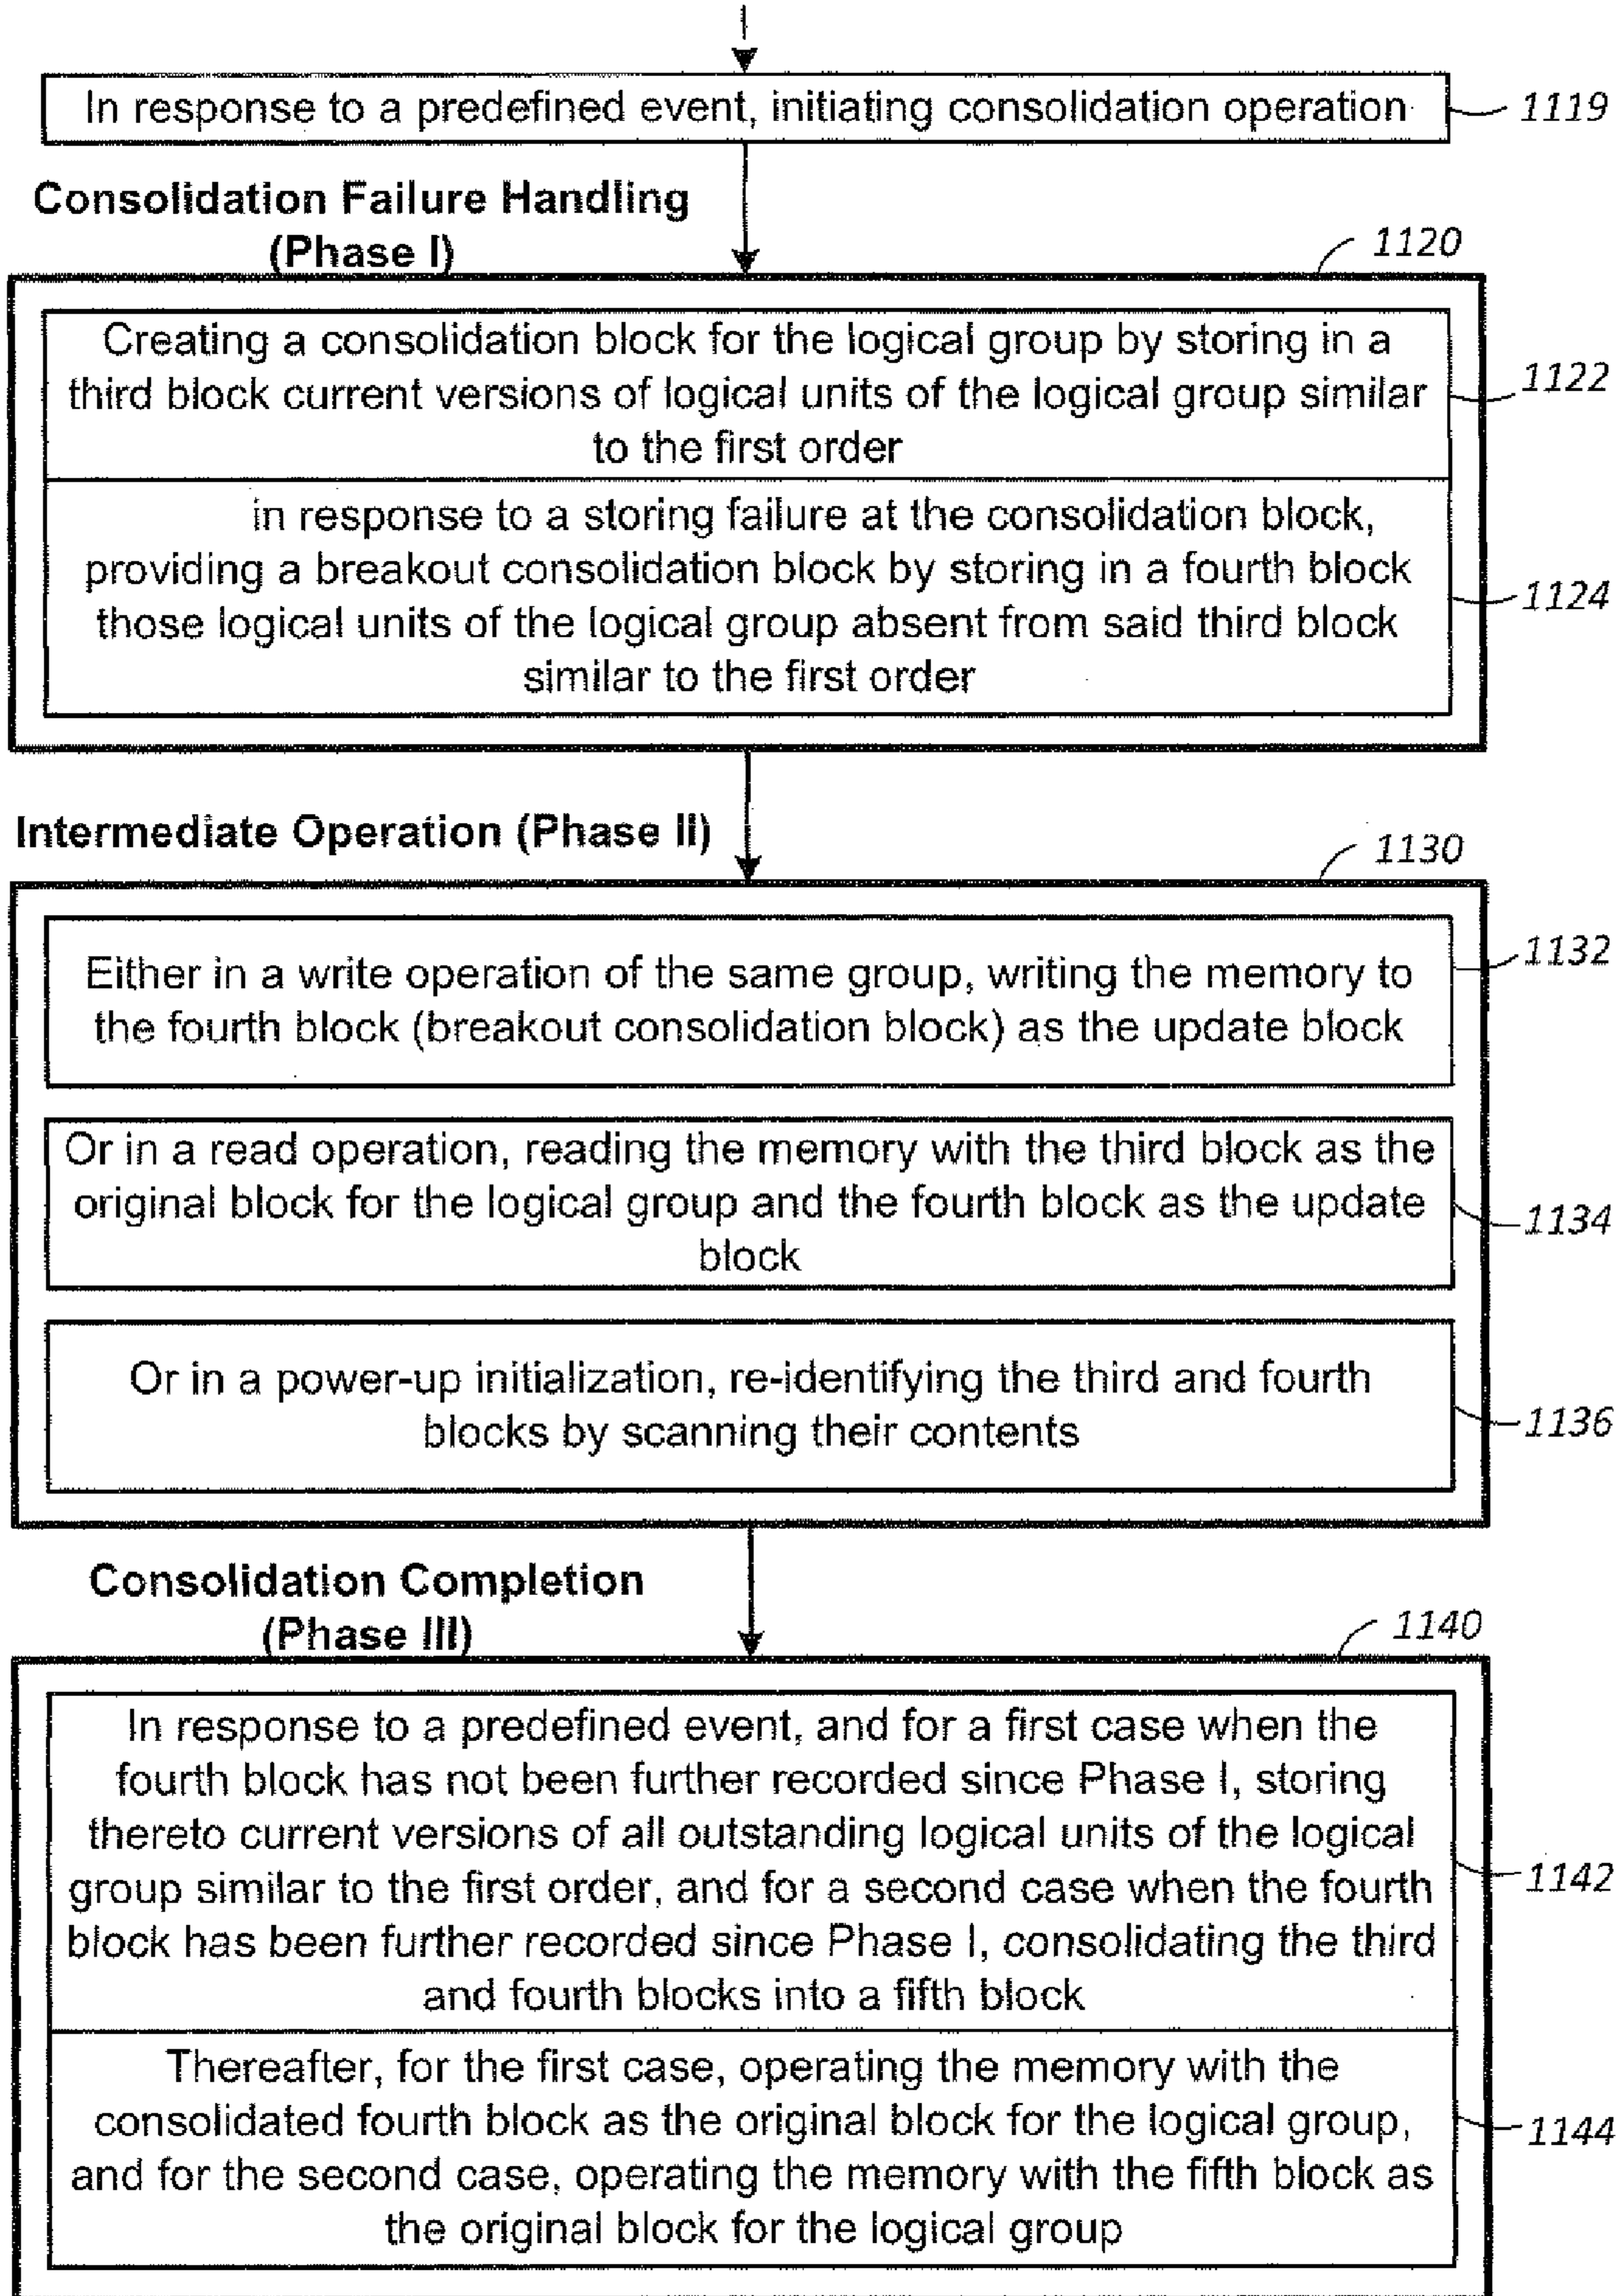 In response to a predefined event, initiating consolidation operation
1119
Consolidation Failure Handling
(Phase I)
1120
Creating a consolidation block for the logical group by storing in a
third block current versions of logical units of the logical group similar
to the first order
1122
in response to a storing failure at the consolidation block,
providing a breakout consolidation block by storing in a fourth block
those logical units of the logical group absent from said third block
similar to the first order
1124
Intermediate Operation (Phase II)
1130
Either in a write operation of the same group, writing the memory to
the fourth block (breakout consolidation block) as the update block
1132
Or in a read operation, reading the memory with the third block as the
original block for the logical group and the fourth block as the update
block
1134
Or in a power-up initialization, re-identifying the third and fourth
blocks by scanning their contents
1136
Consolidation Completion
(Phase III)
1140
In response to a predefined event, and for a first case when the
fourth block has not been further recorded since Phase I, storing
thereto current versions of all outstanding logical units of the logical
group similar to the first order, and for a second case when the fourth
block has been further recorded since Phase I, consolidating the third
and fourth blocks into a fifth block
1142
Thereafter, for the first case, operating the memory with the
consolidated fourth block as the original block for the logical group,
and for the second case, operating the memory with the fifth block as
the original block for the logical group
1144